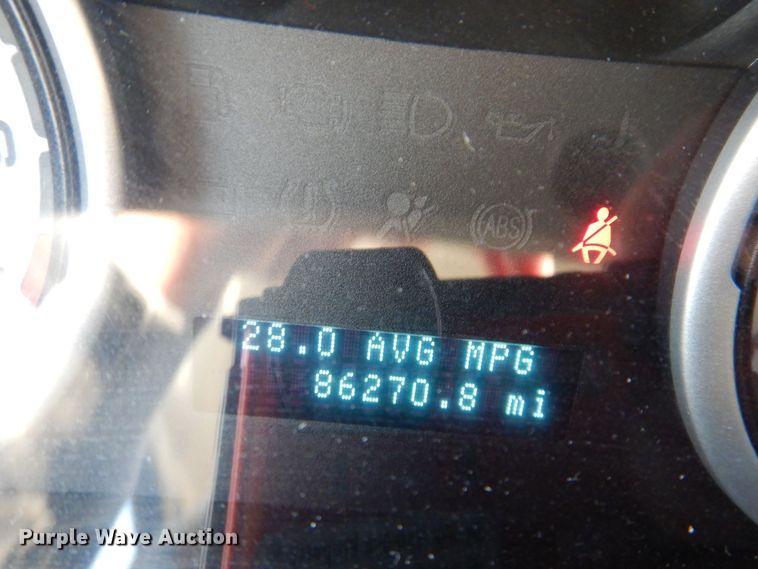 (ABS)
28.0 AVG MPG
86270.8 mi
Purple Wave Auction®